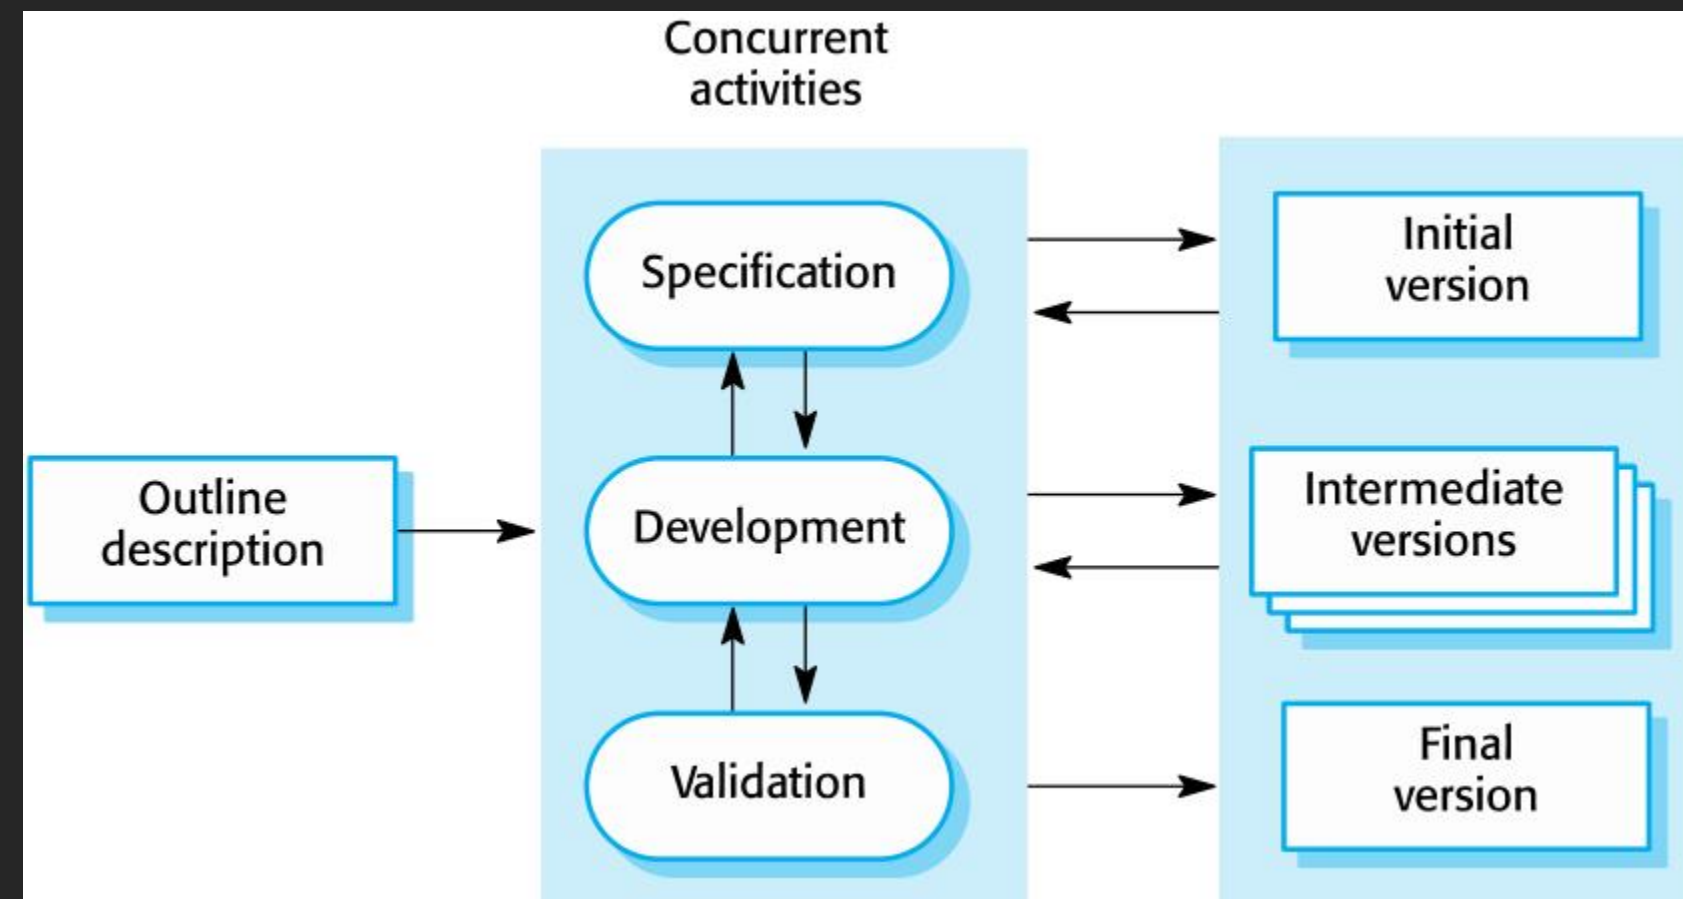 Concurrent
activities
Specification
Initial
version
Outline
description
Development
Intermediate
versions
Validation
Final
version